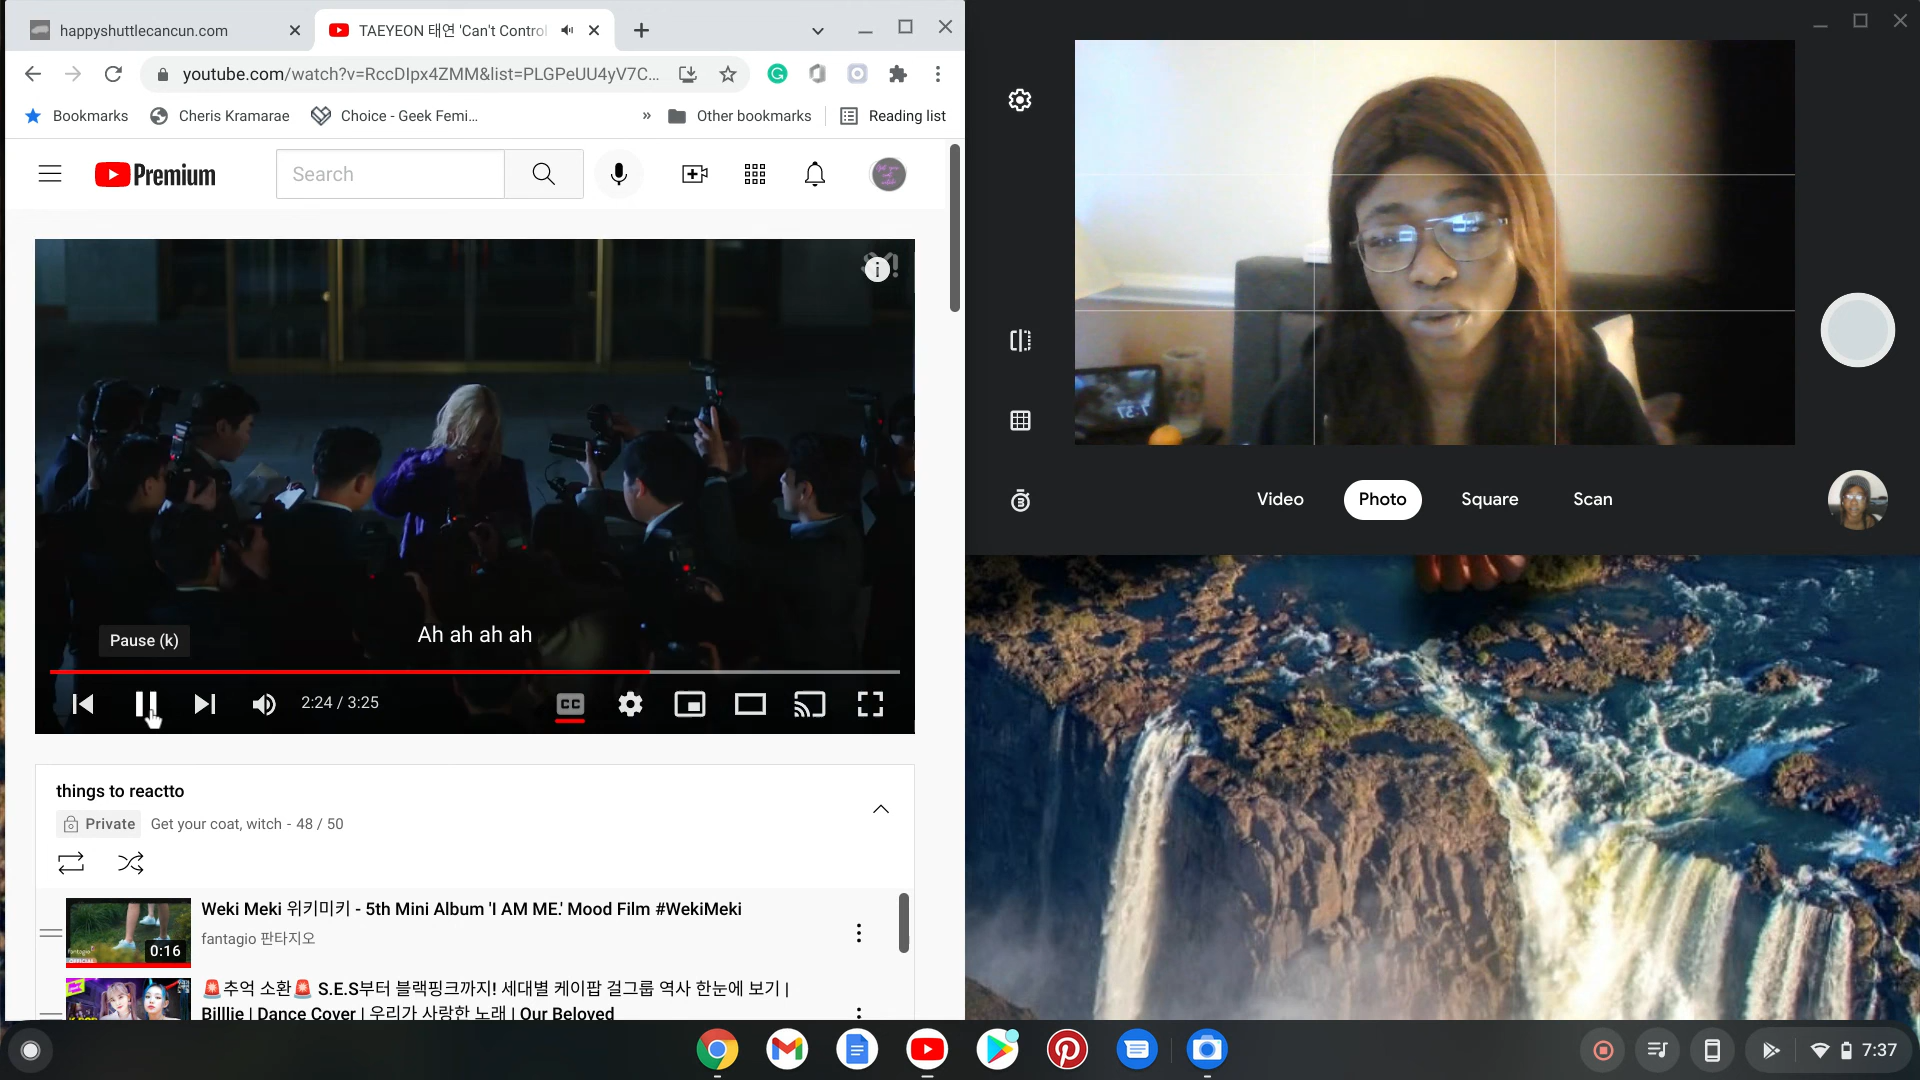 happyshuttlecancun.com
TAEYEON 태연 'Can't Control
youtube.com/watch?v=RccDIpx4ZMM&list=PLGPeUU4yV7C...
Bookmarks
Cheris Kramarae
Choice - Geek Femi...
»
Other bookmarks
Reading list
Premium
Search
Pause (k)
Ah ah ah ah
2:24 / 3:25
CC
things to reactto
Private
Get your coat, witch - 48 / 50
Weki Meki 위키미키 - 5th Mini Album 'I AM ME.' Mood Film #WekiMeki
fantagio 판타지오
0:16
🚨추억 소환🚨 S.E.S부터 블랙핑크까지! 세대별 케이팝 걸그룹 역사 한눈에 보기 |
Billlie | Dance Cover | 우리가 사랑한 노래 | Our Beloved
Video
Photo
Square
Scan
7:37